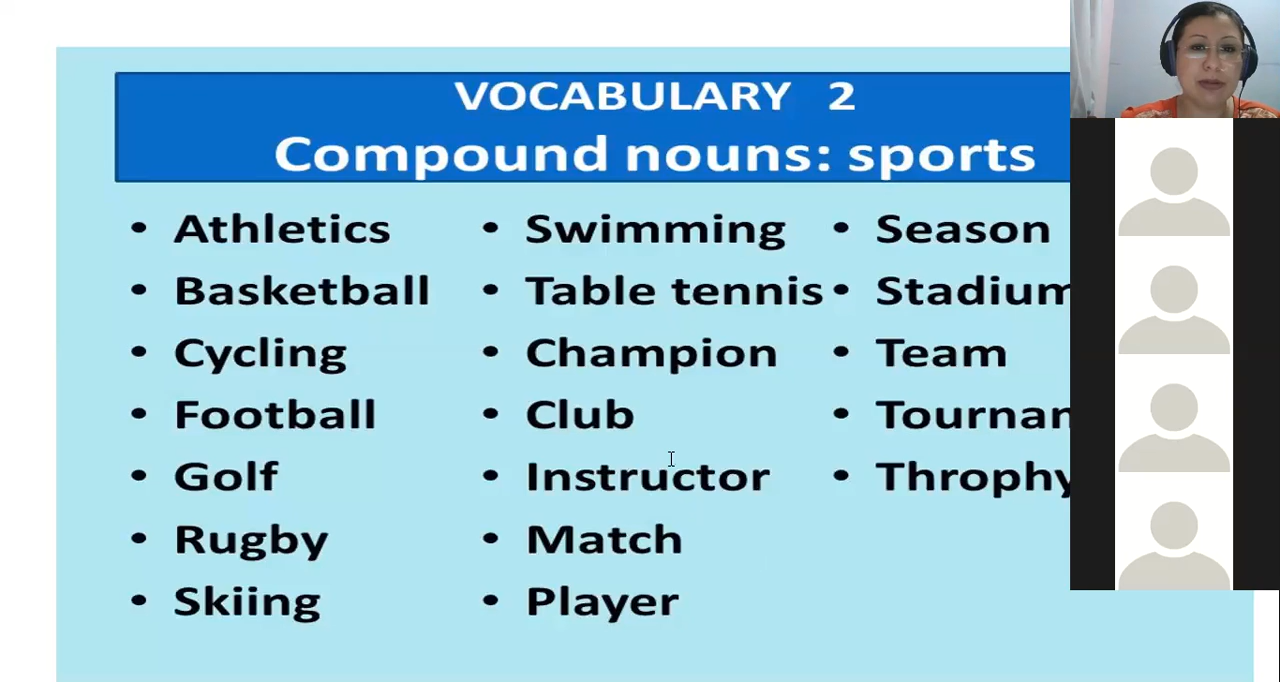 VOCABULARY 2
Compound nouns: sports
• Athletics
• Basketball
• Cycling
• Football
• Golf
• Rugby
• Skiing
• Swimming
• Table tennis
• Champion
• Club
• Instructor
• Match
• Player
• Season
• Stadium
• Team
• Tournam
• Throphy